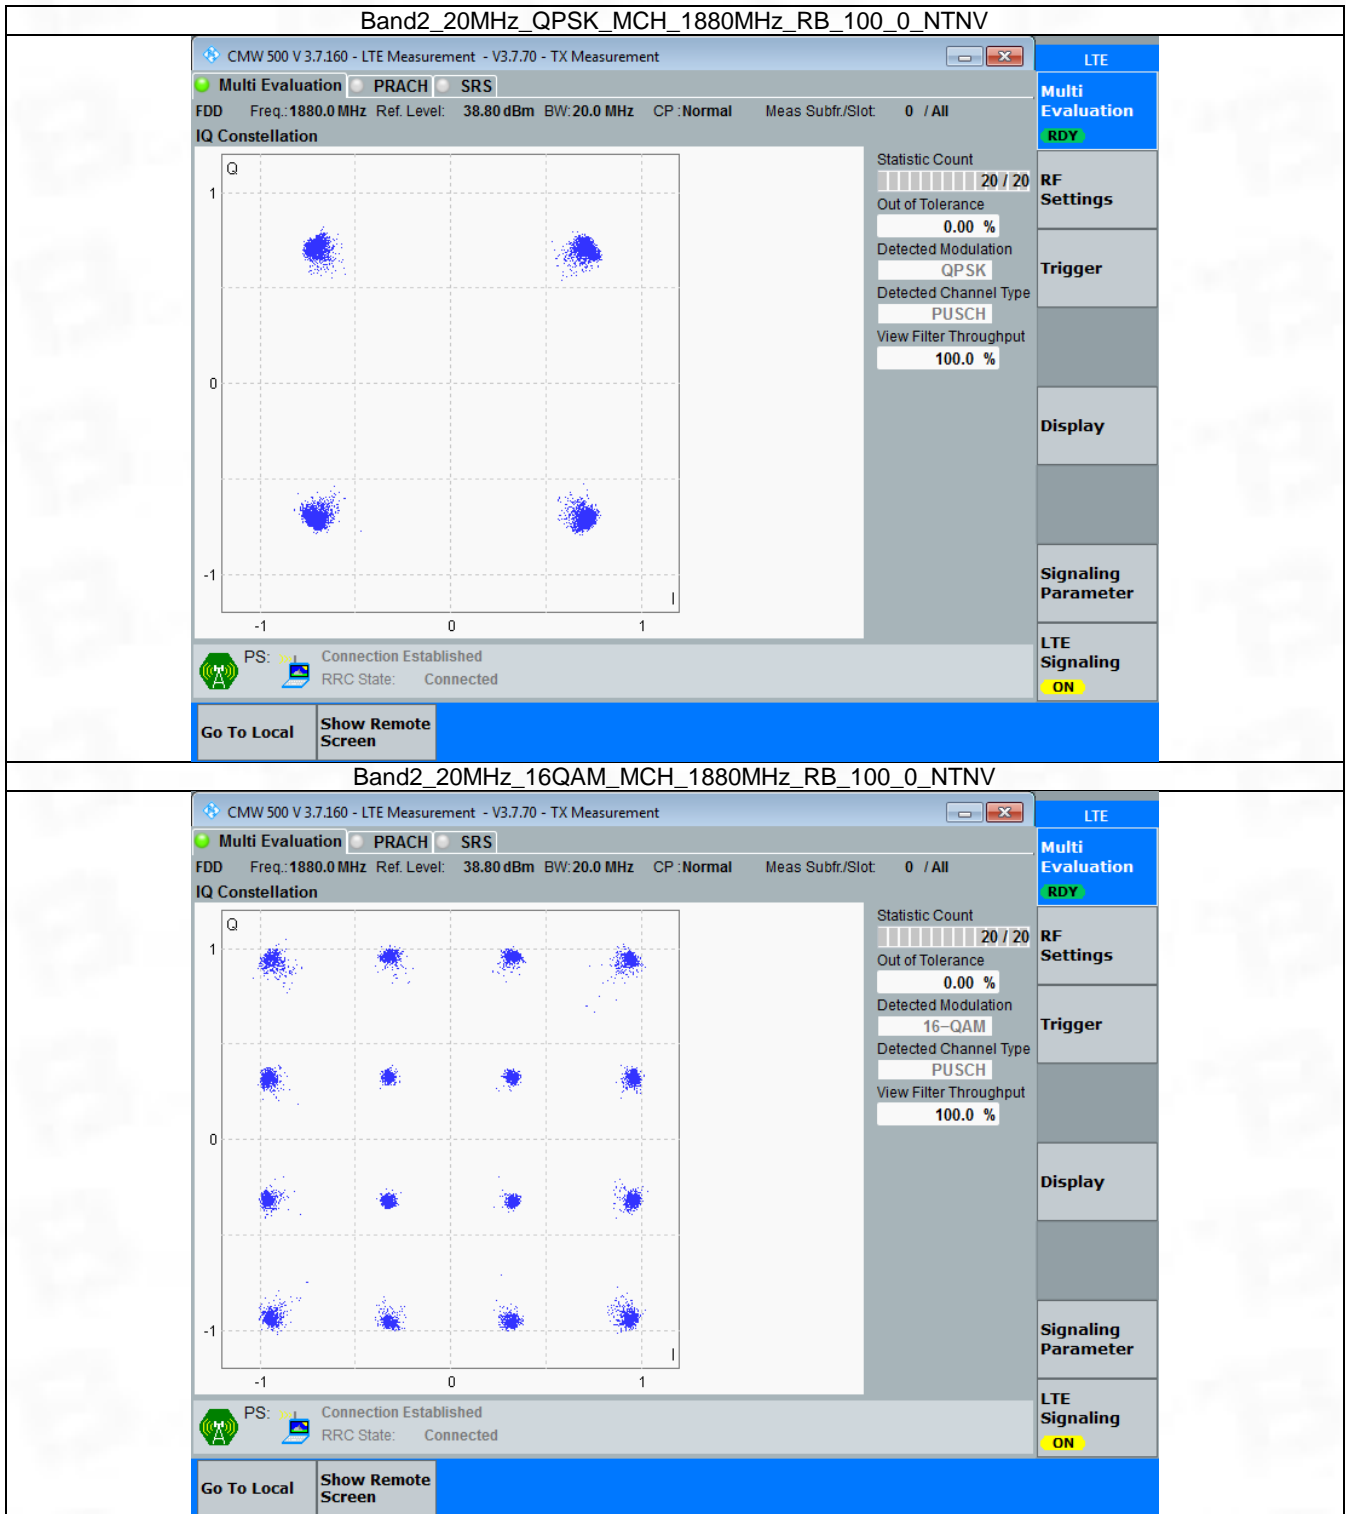 Band2_20MHz_QPSK_MCH_1880MHz_RB_100_0_NTNV
CMW 500 V 3.7.160 - LTE Measurement - V3.7.70 - TX Measurement
LTE
Multi Evaluation PRACH SRS
FDD Freq.: 1880.0 MHz Ref. Level: 38.80 dBm BW: 20.0 MHz CP : Normal Meas Subfr./Slot: 0 / All
IQ Constellation
Multi
Evaluation
RDY
Q
1
0
-1
I
-1 0 1
Statistic Count
20 / 20
Out of Tolerance
0.00 %
Detected Modulation
QPSK
Detected Channel Type
PUSCH
View Filter Throughput
100.0 %
RF
Settings
Trigger
Display
Signaling
Parameter
LTE
Signaling
ON
PS: Connection Established
RRC State: Connected
Go To Local
Show Remote
Screen
Band2_20MHz_16QAM_MCH_1880MHz_RB_100_0_NTNV
CMW 500 V 3.7.160 - LTE Measurement - V3.7.70 - TX Measurement
LTE
Multi Evaluation PRACH SRS
FDD Freq.: 1880.0 MHz Ref. Level: 38.80 dBm BW: 20.0 MHz CP : Normal Meas Subfr./Slot: 0 / All
IQ Constellation
Multi
Evaluation
RDY
Q
1
0
-1
I
-1 0 1
Statistic Count
20 / 20
Out of Tolerance
0.00 %
Detected Modulation
16-QAM
Detected Channel Type
PUSCH
View Filter Throughput
100.0 %
RF
Settings
Trigger
Display
Signaling
Parameter
LTE
Signaling
ON
PS: Connection Established
RRC State: Connected
Go To Local
Show Remote
Screen